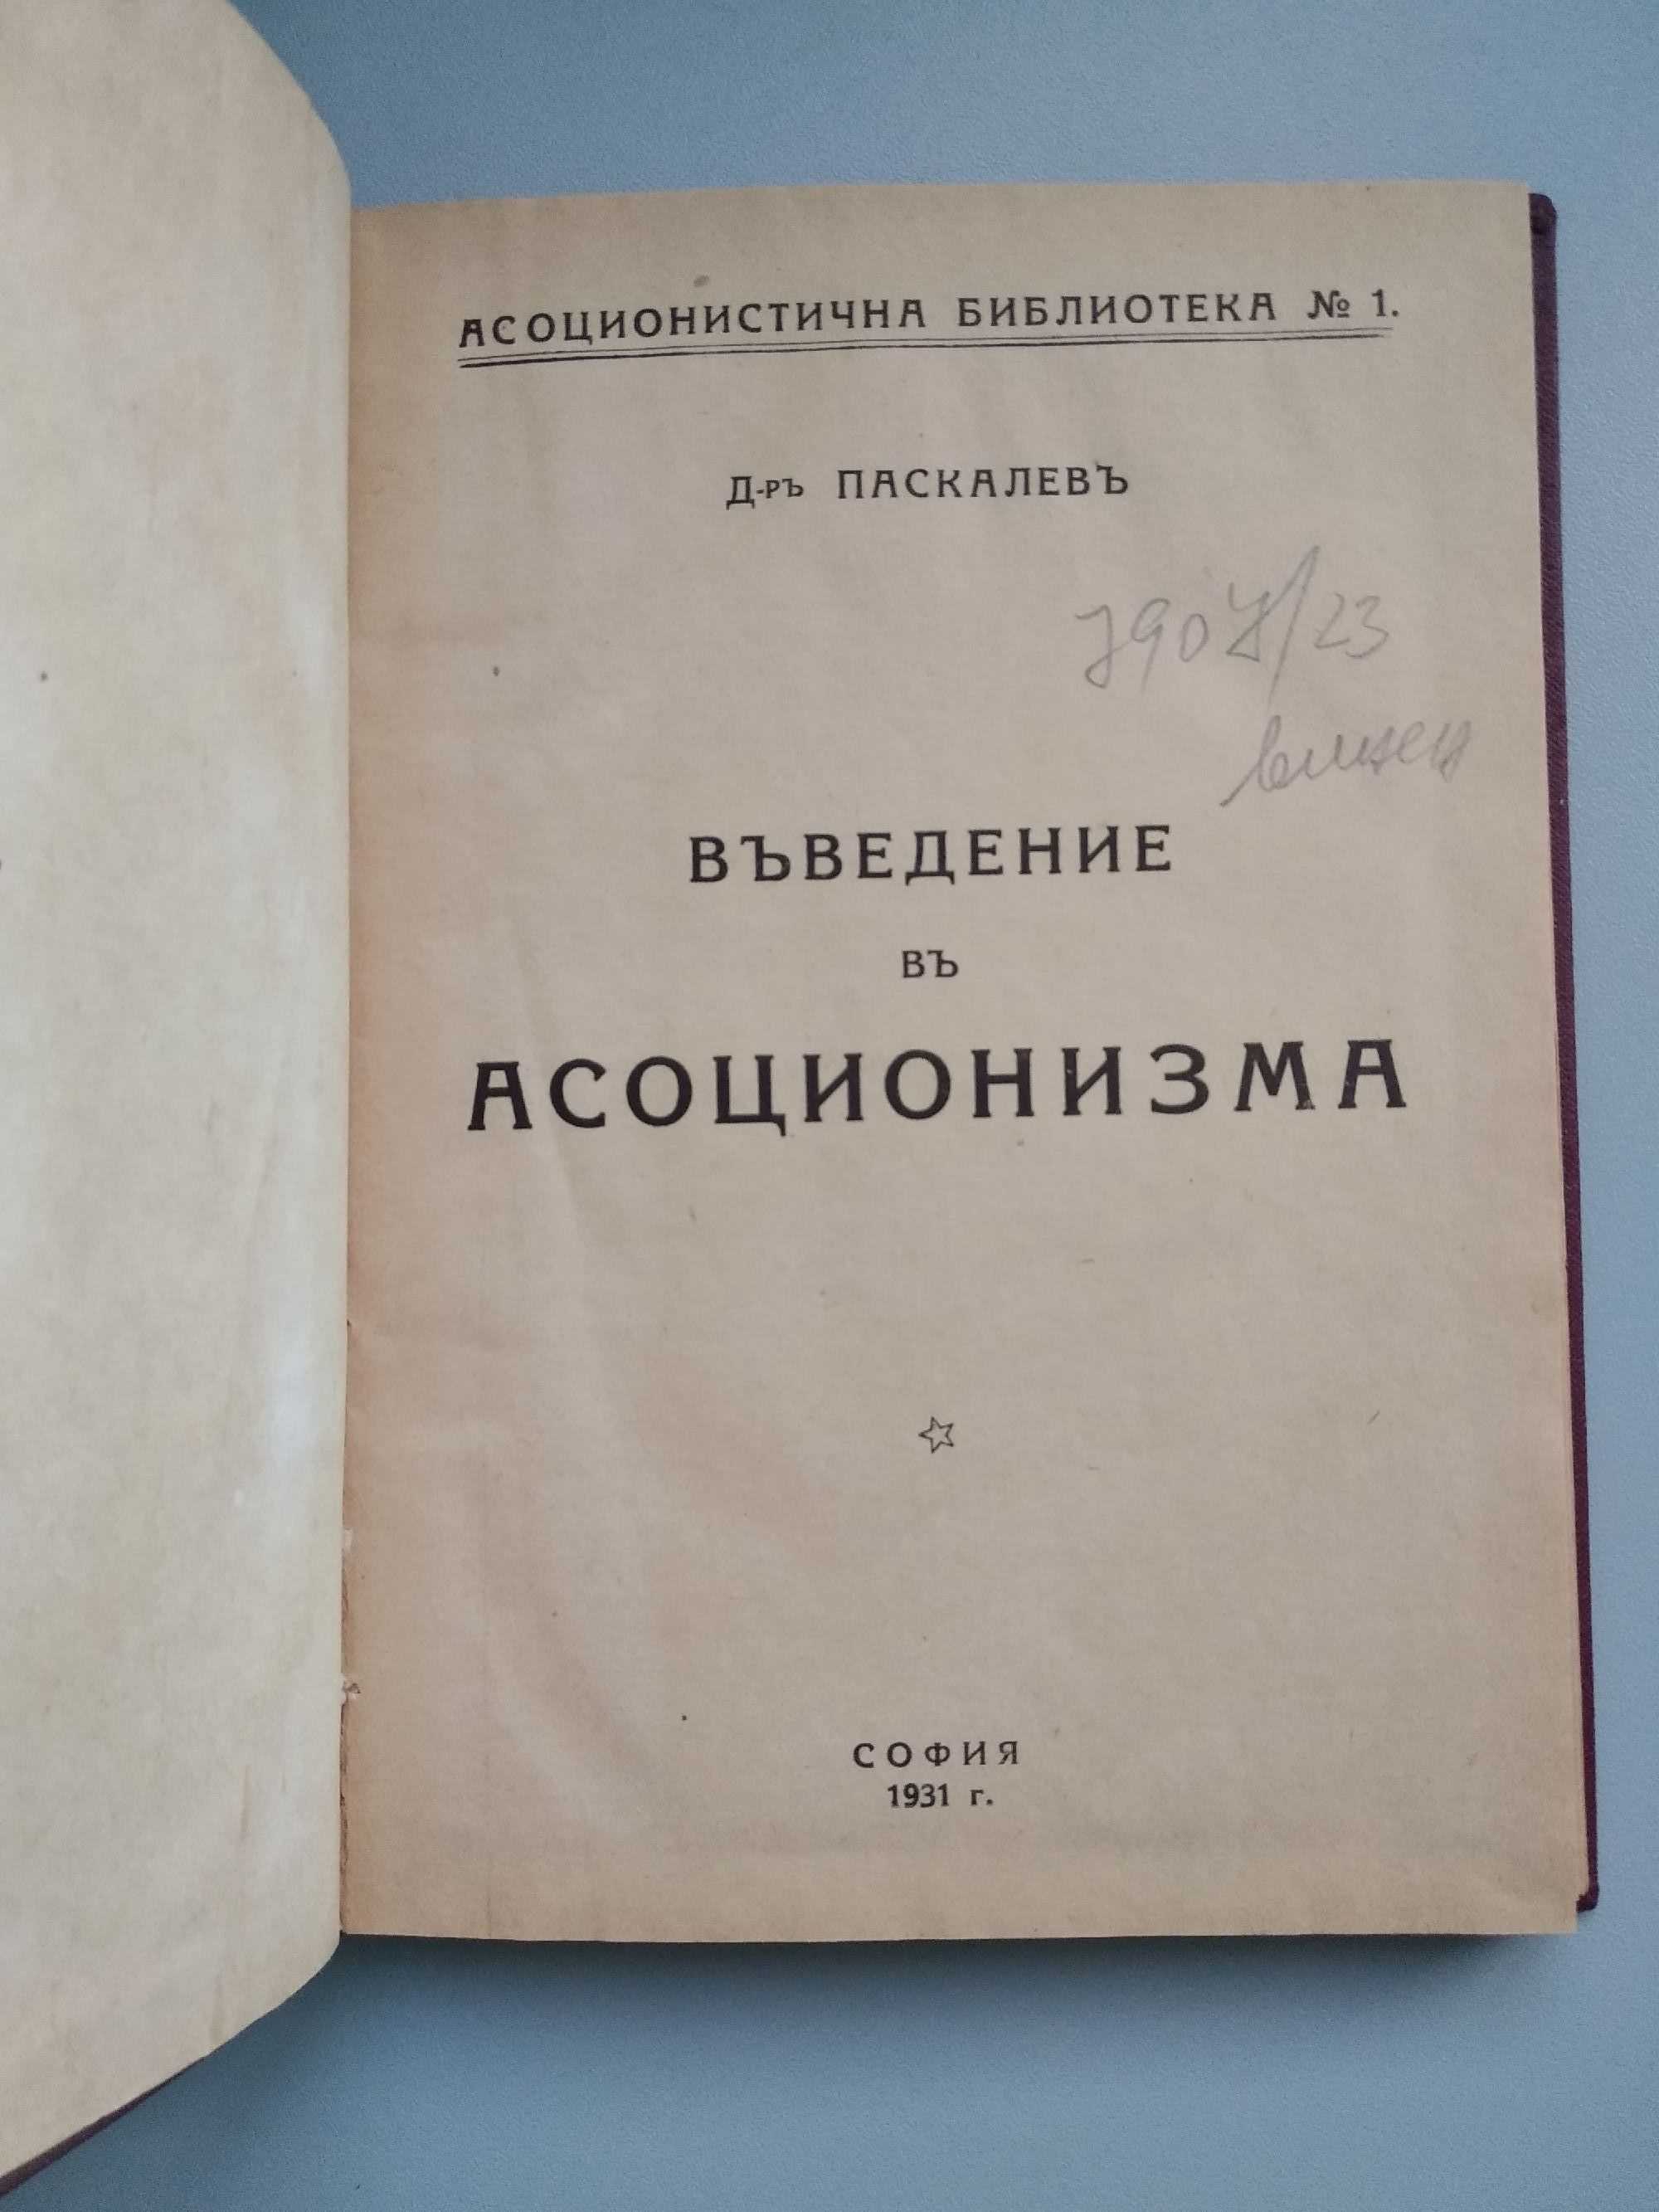 АСОЦИОНИСТИЧНА БИБЛИОТЕКА № 1.
Д-РЪ ПАСКАЛЕВЪ
ВЪВЕДЕНИЕ
ВЪ
АСОЦИОНИЗМА
СОФИЯ
1931 г.